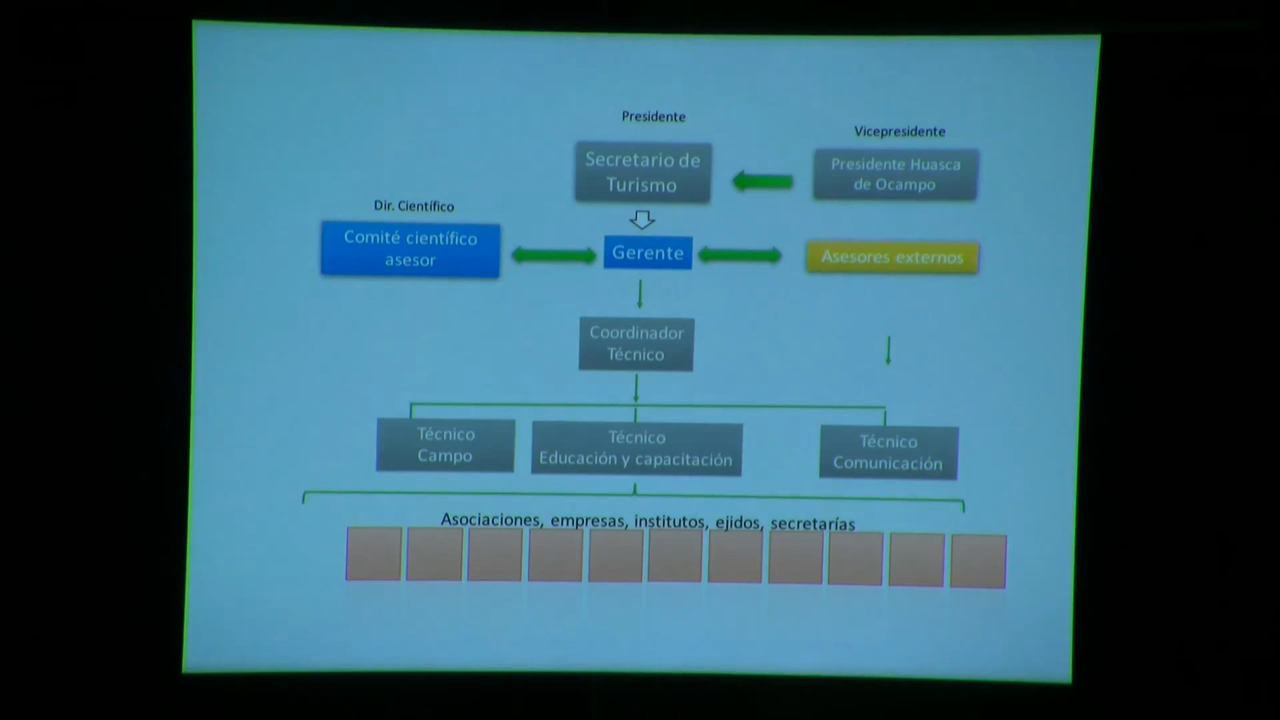 Presidente
Vicepresidente
Secretario de
Turismo
Presidente Huasca
de Ocampo
Dir. Científico
Comité científico
asesor
Gerente
Asesores externos
Coordinador
Técnico
Técnico
Campo
Técnico
Educación y capacitación
Técnico
Comunicación
Asociaciones, empresas, institutos, ejidos, secretarías